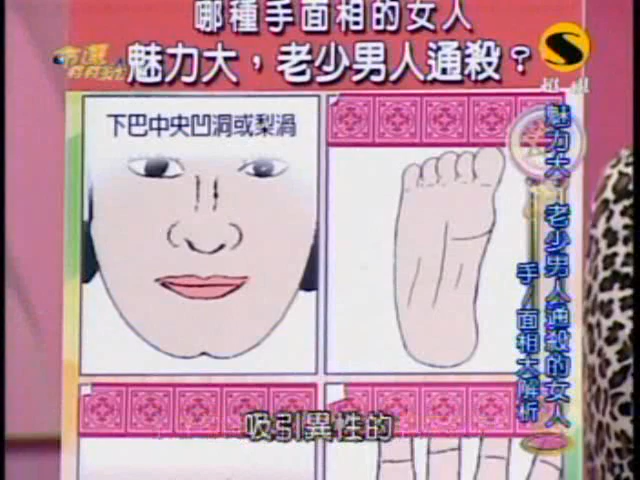 哪種手面相的女人
魅力大，老少男人通殺？
下巴中央凹洞或梨渦
魅力大，老少男人通殺的女人
手/面相大解析
吸引異性的